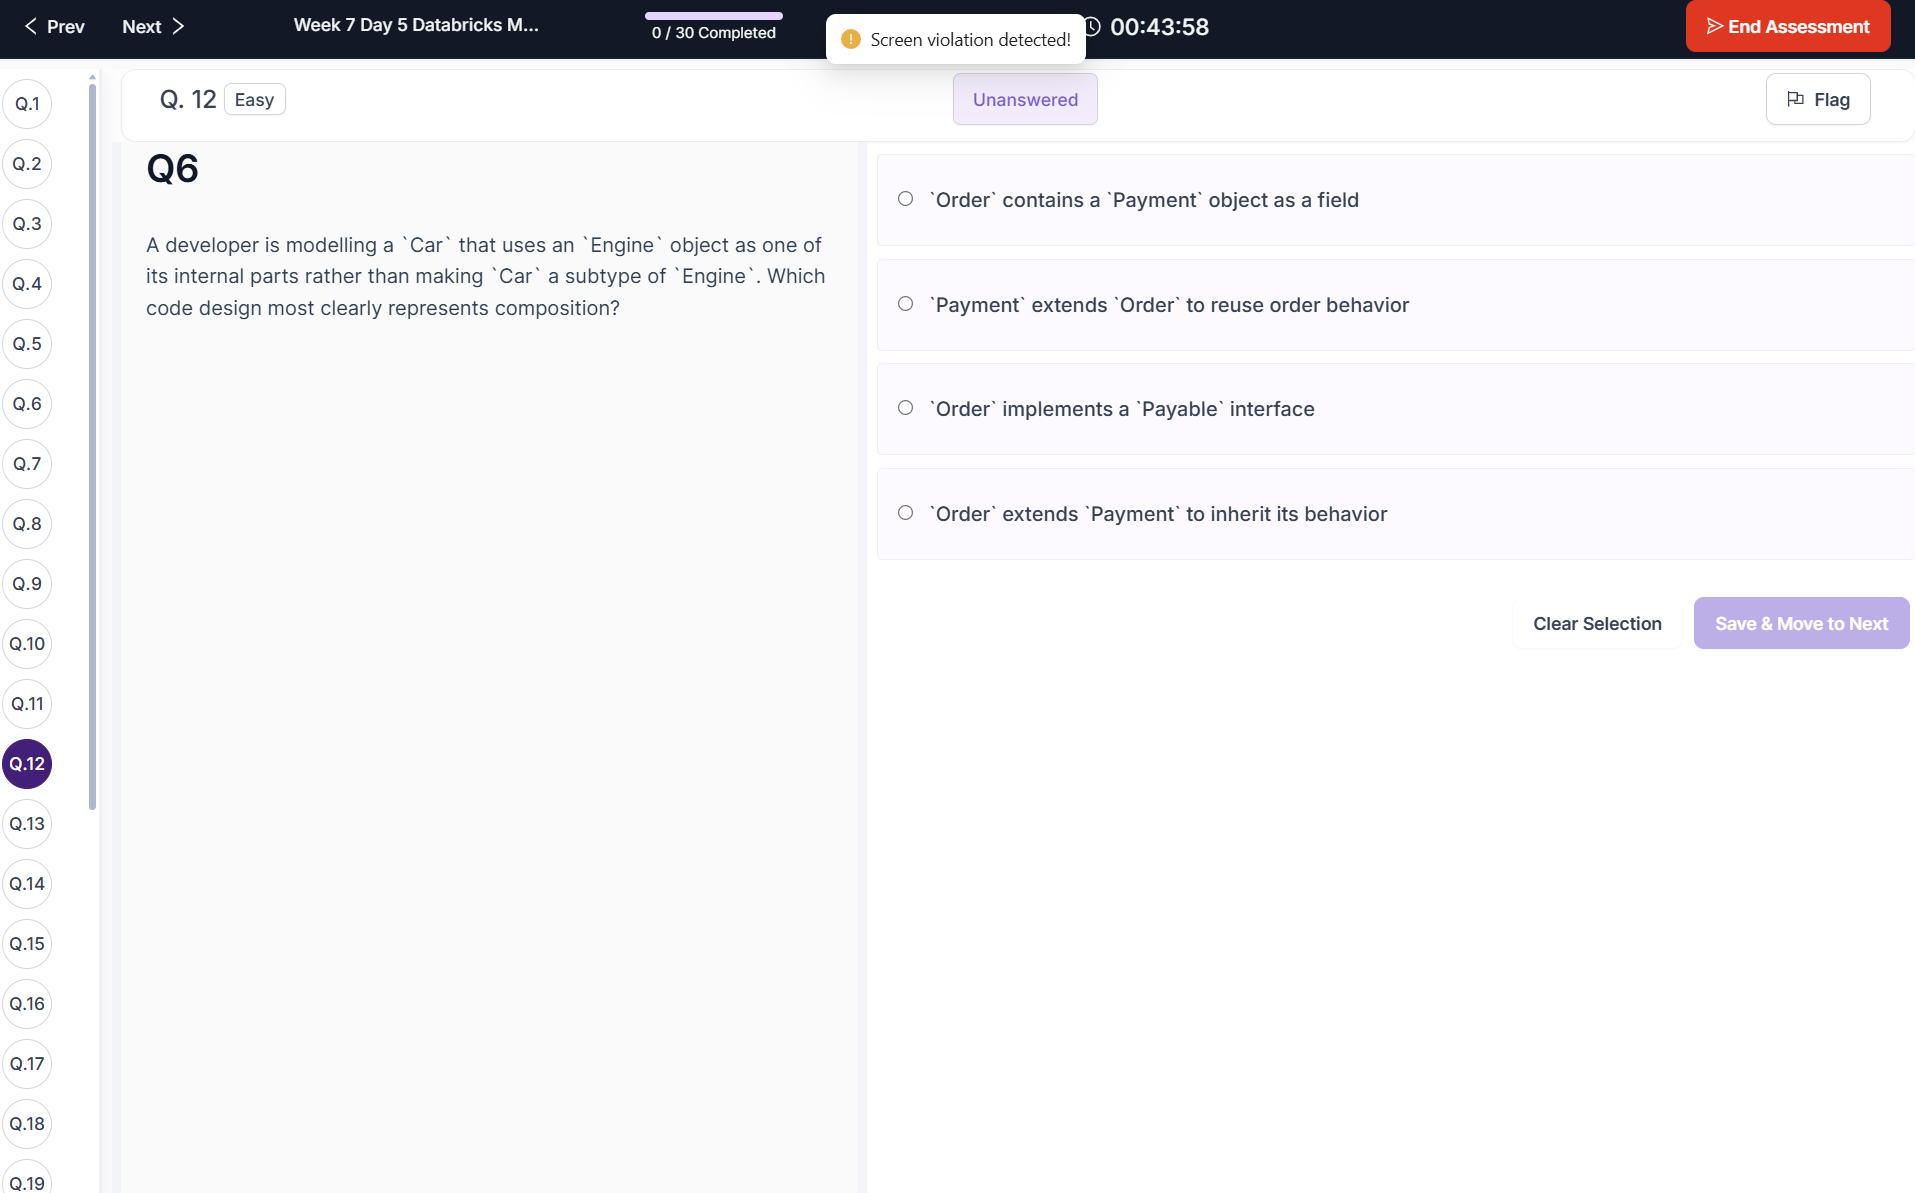 Prev
Next
Week 7 Day 5 Databricks M...
0 / 30 Completed
Screen violation detected!
00:43:58
End Assessment
Q.1
Q.2
Q.3
Q.4
Q.5
Q.6
Q.7
Q.8
Q.9
Q.10
Q.11
Q.12
Q.13
Q.14
Q.15
Q.16
Q.17
Q.18
Q.19
Q. 12
Easy
Unanswered
Flag
Q6
A developer is modelling a `Car` that uses an `Engine` object as one of
its internal parts rather than making `Car` a subtype of `Engine`. Which
code design most clearly represents composition?
`Order` contains a `Payment` object as a field
`Payment` extends `Order` to reuse order behavior
`Order` implements a `Payable` interface
`Order` extends `Payment` to inherit its behavior
Clear Selection
Save & Move to Next